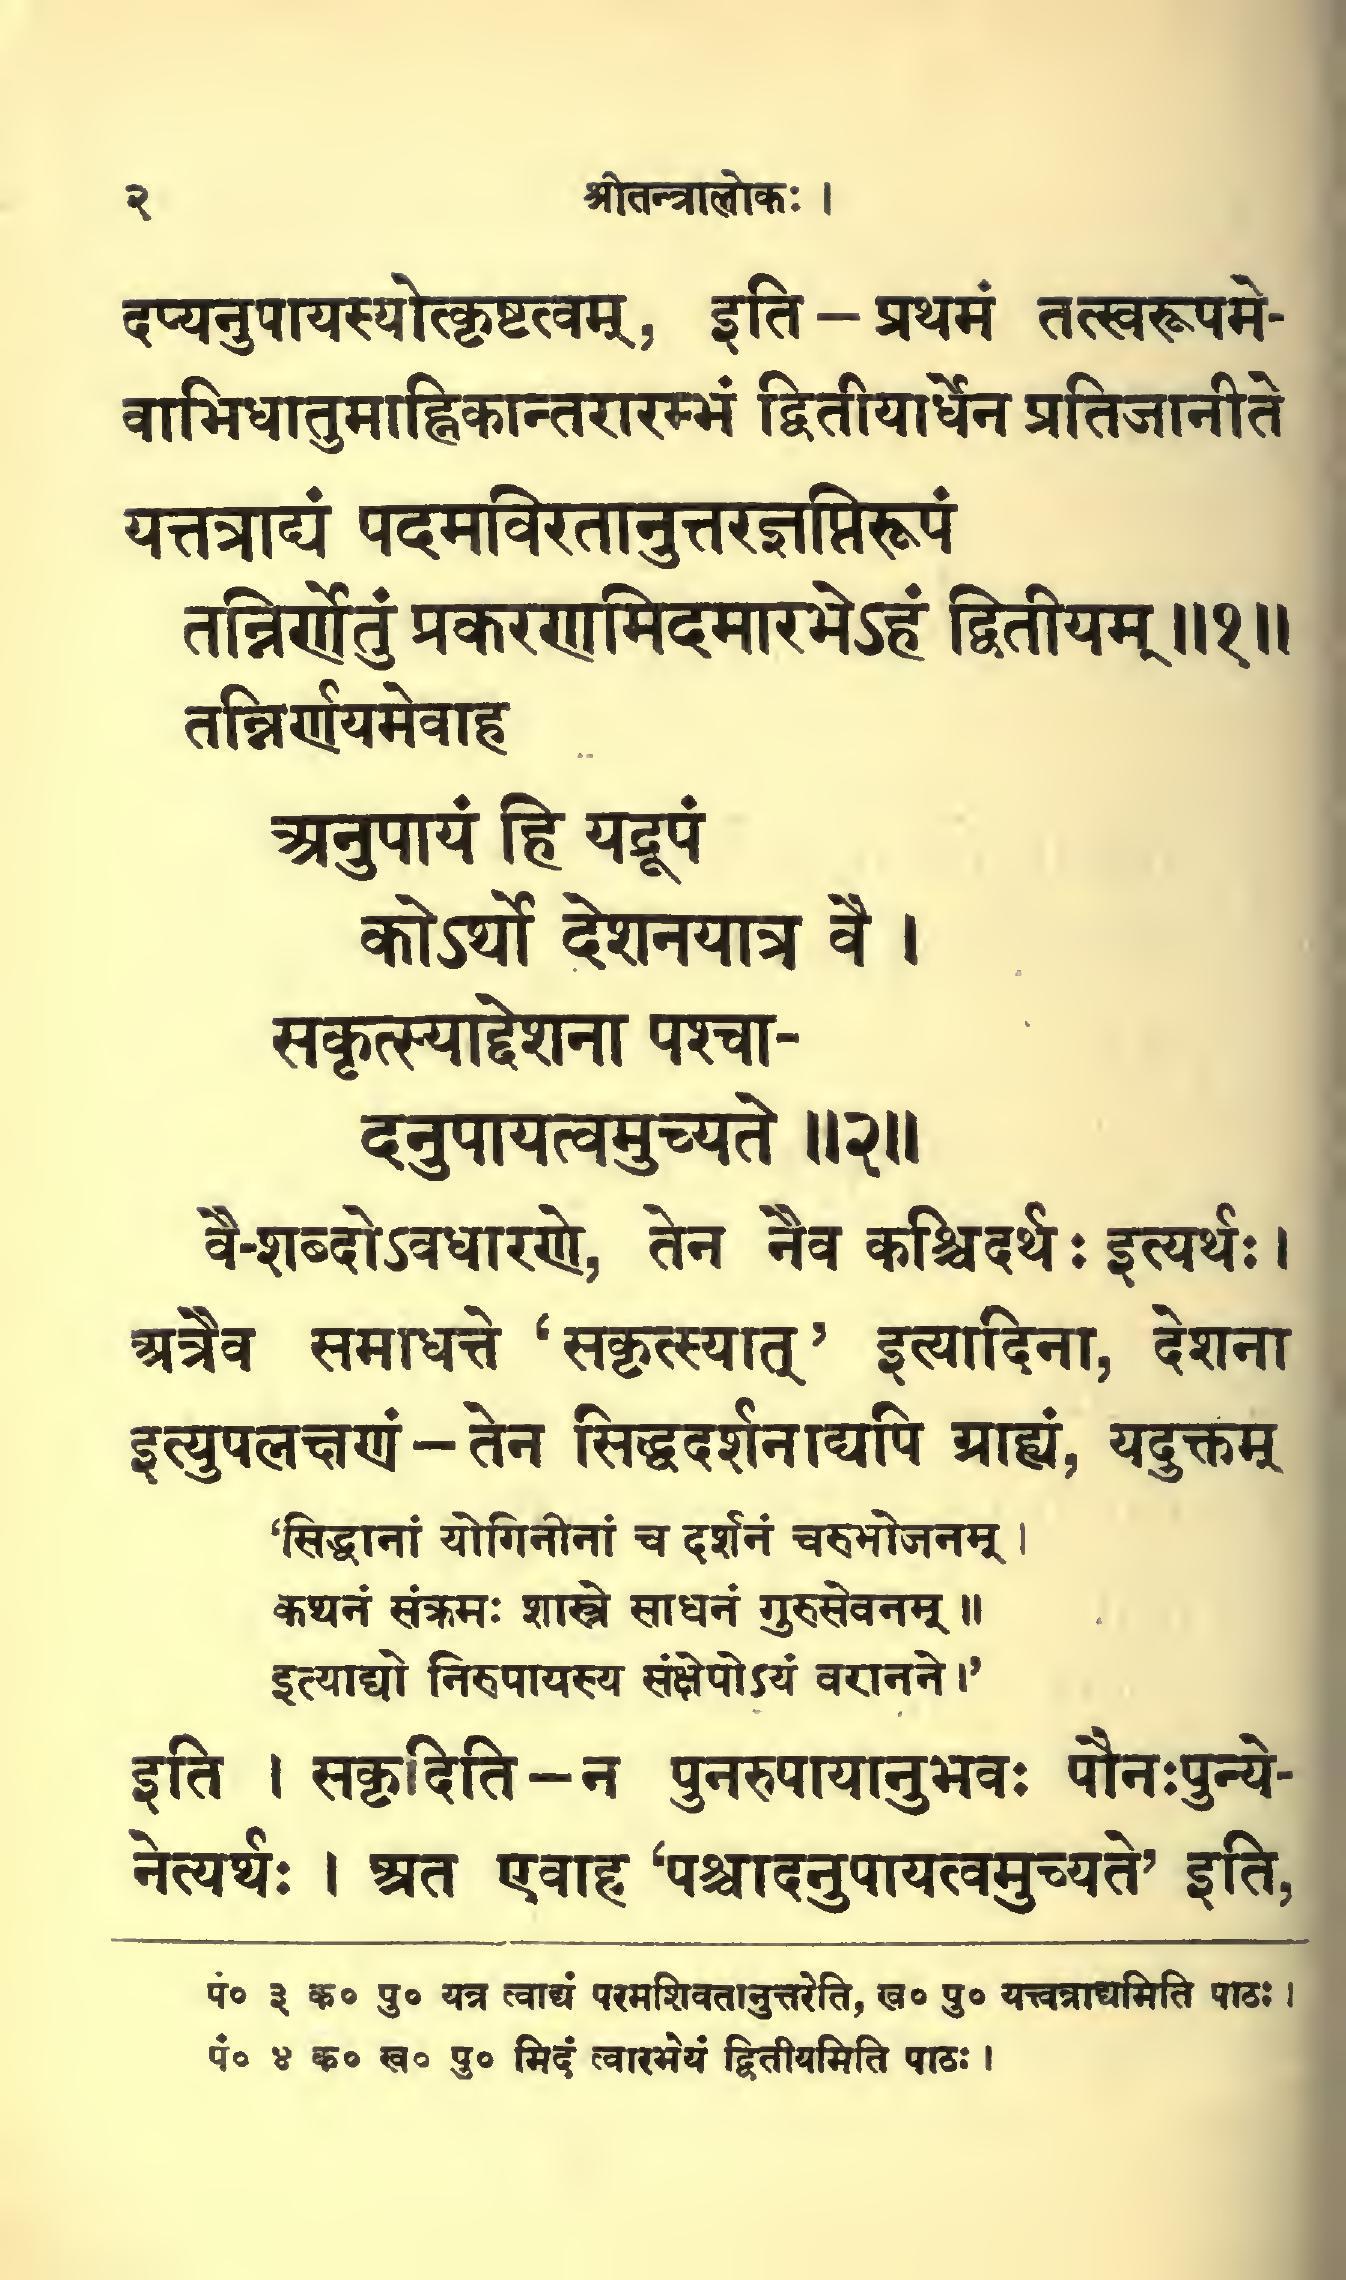 २ श्रीतन्त्रालोकः ।
दप्यनुपायस्योत्कृष्टत्वम्, इति – प्रथमं तत्स्वरूपमे-
वाभिधातुमाह्निकान्तरारम्भं द्वितीयार्धेन प्रतिजानीते
यत्तत्राद्यं पदमविरतानुत्तरज्ञप्तिरूपं
तन्निर्णेतुं प्रकरणमिदमारभेऽहं द्वितीयम् ॥१॥
तन्निर्णयमेवाह
अनुपायं हि यद्रूपं
कोऽर्थो देशनयात्र वै ।
सकृत्स्याद्देशना पश्चा-
दनुपायत्वमुच्यते ॥२॥
वै-शब्दोऽवधारणे, तेन नैव कश्चिदर्थः इत्यर्थः ।
अत्रैव समाधत्ते ‘सकृत्स्यात्’ इत्यादिना, देशना
इत्युपलक्षणं – तेन सिद्धदर्शनाद्यपि ग्राह्यं, यदुक्तम्
‘सिद्धानां योगिनीनां च दर्शनं चरुभोजनम् ।
कथनं संक्रमः शास्त्रे साधनं गुरुसेवनम् ॥
इत्याद्यो निरुपायस्य संक्षेपोऽयं वरानने ।’
इति । सकृदिति – न पुनरुपायानुभवः पौनःपुन्ये-
नेत्यर्थः । अत एवाह ‘पश्चादनुपायत्वमुच्यते’ इति,
पं० ३ क० पु० यत्र त्वाद्यं परमशिवतानुत्तरेति, ख० पु० यत्त्वत्राद्यमिति पाठः ।
पं० ४ क० ख० पु० मिदं त्वारभेयं द्वितीयमिति पाठः ।